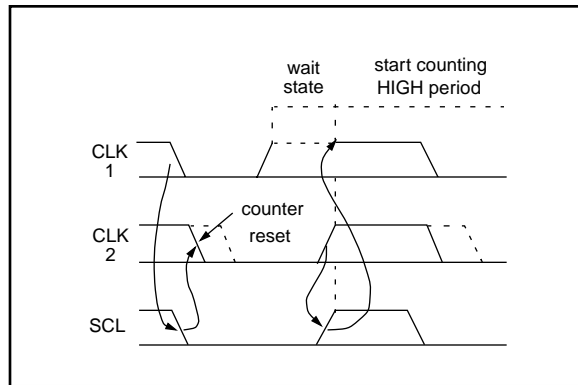 wait
state
start counting
HIGH period
CLK
1
counter
reset
CLK
2
SCL